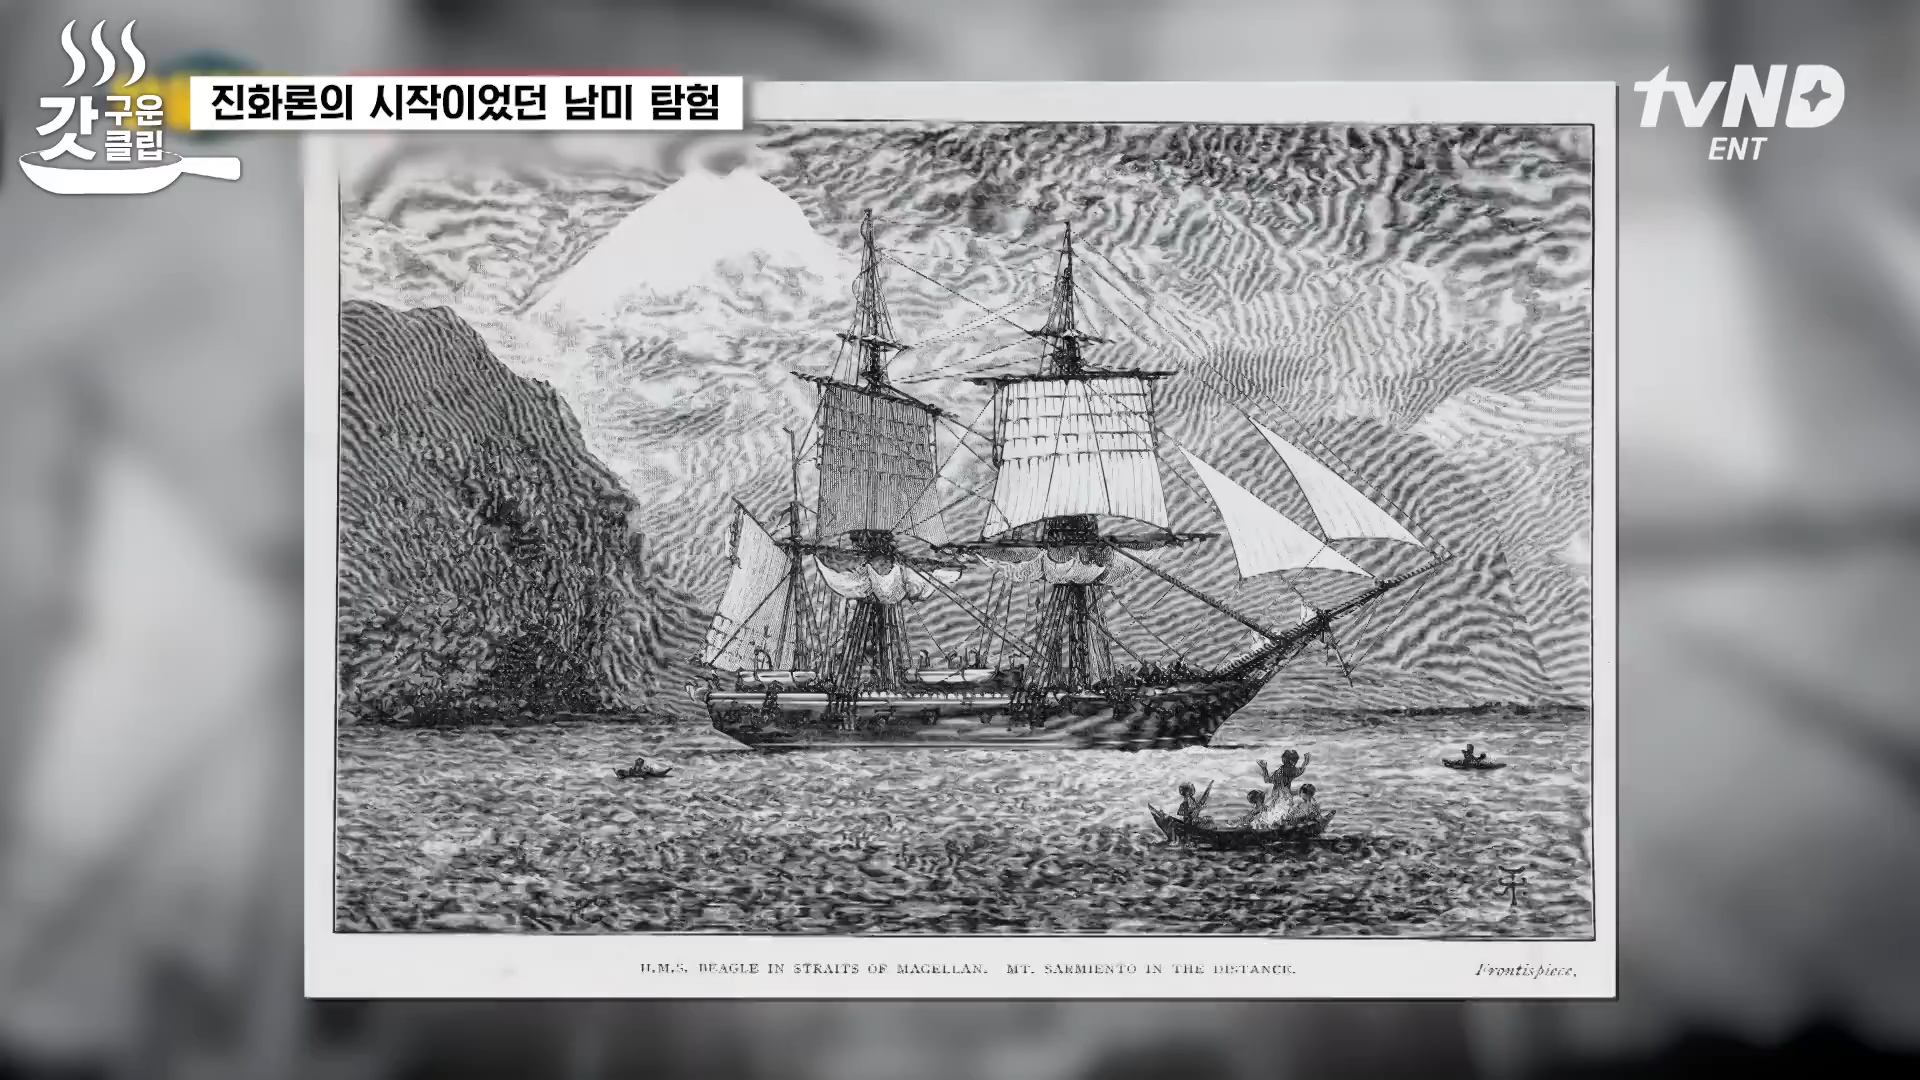 갓구운클립
진화론의 시작이었던 남미 탐험
tvND
ENT
H.M.S. BEAGLE IN STRAITS OF MAGELLAN. MT. SARMIENTO IN THE DISTANCE.
Frontispiece.